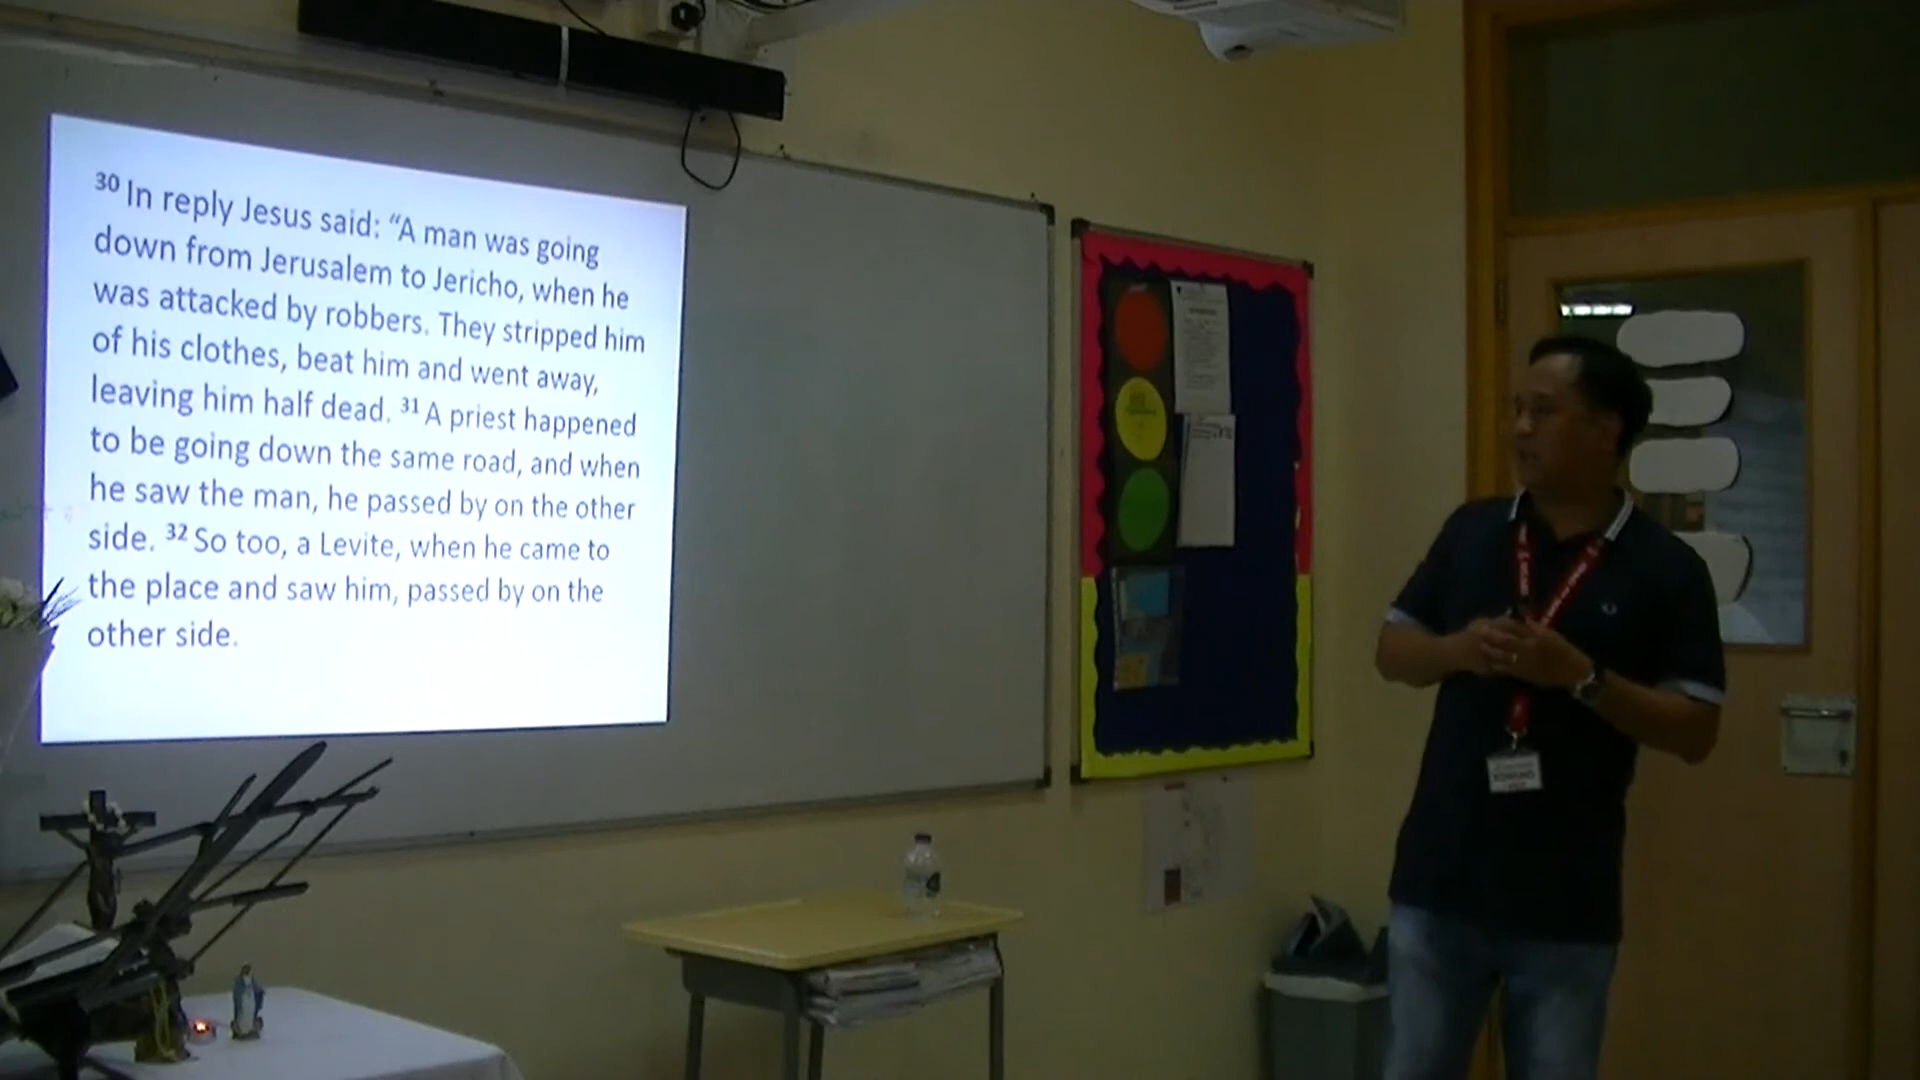 30 In reply Jesus said: “A man was going
down from Jerusalem to Jericho, when he
was attacked by robbers. They stripped him
of his clothes, beat him and went away,
leaving him half dead. 31 A priest happened
to be going down the same road, and when
he saw the man, he passed by on the other
side. 32 So too, a Levite, when he came to
the place and saw him, passed by on the
other side.